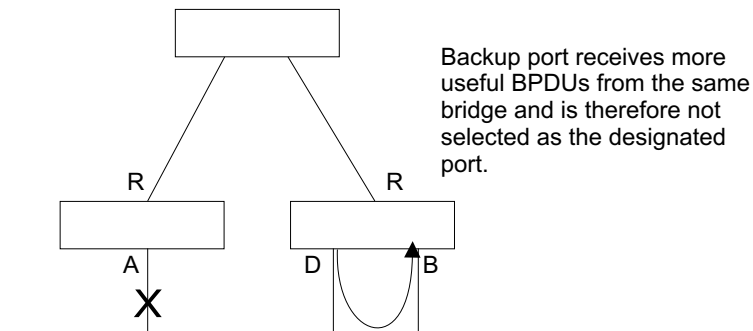 Backup port receives more
useful BPDUs from the same
bridge and is therefore not
selected as the designated
port.
R
R
A
D
B
X